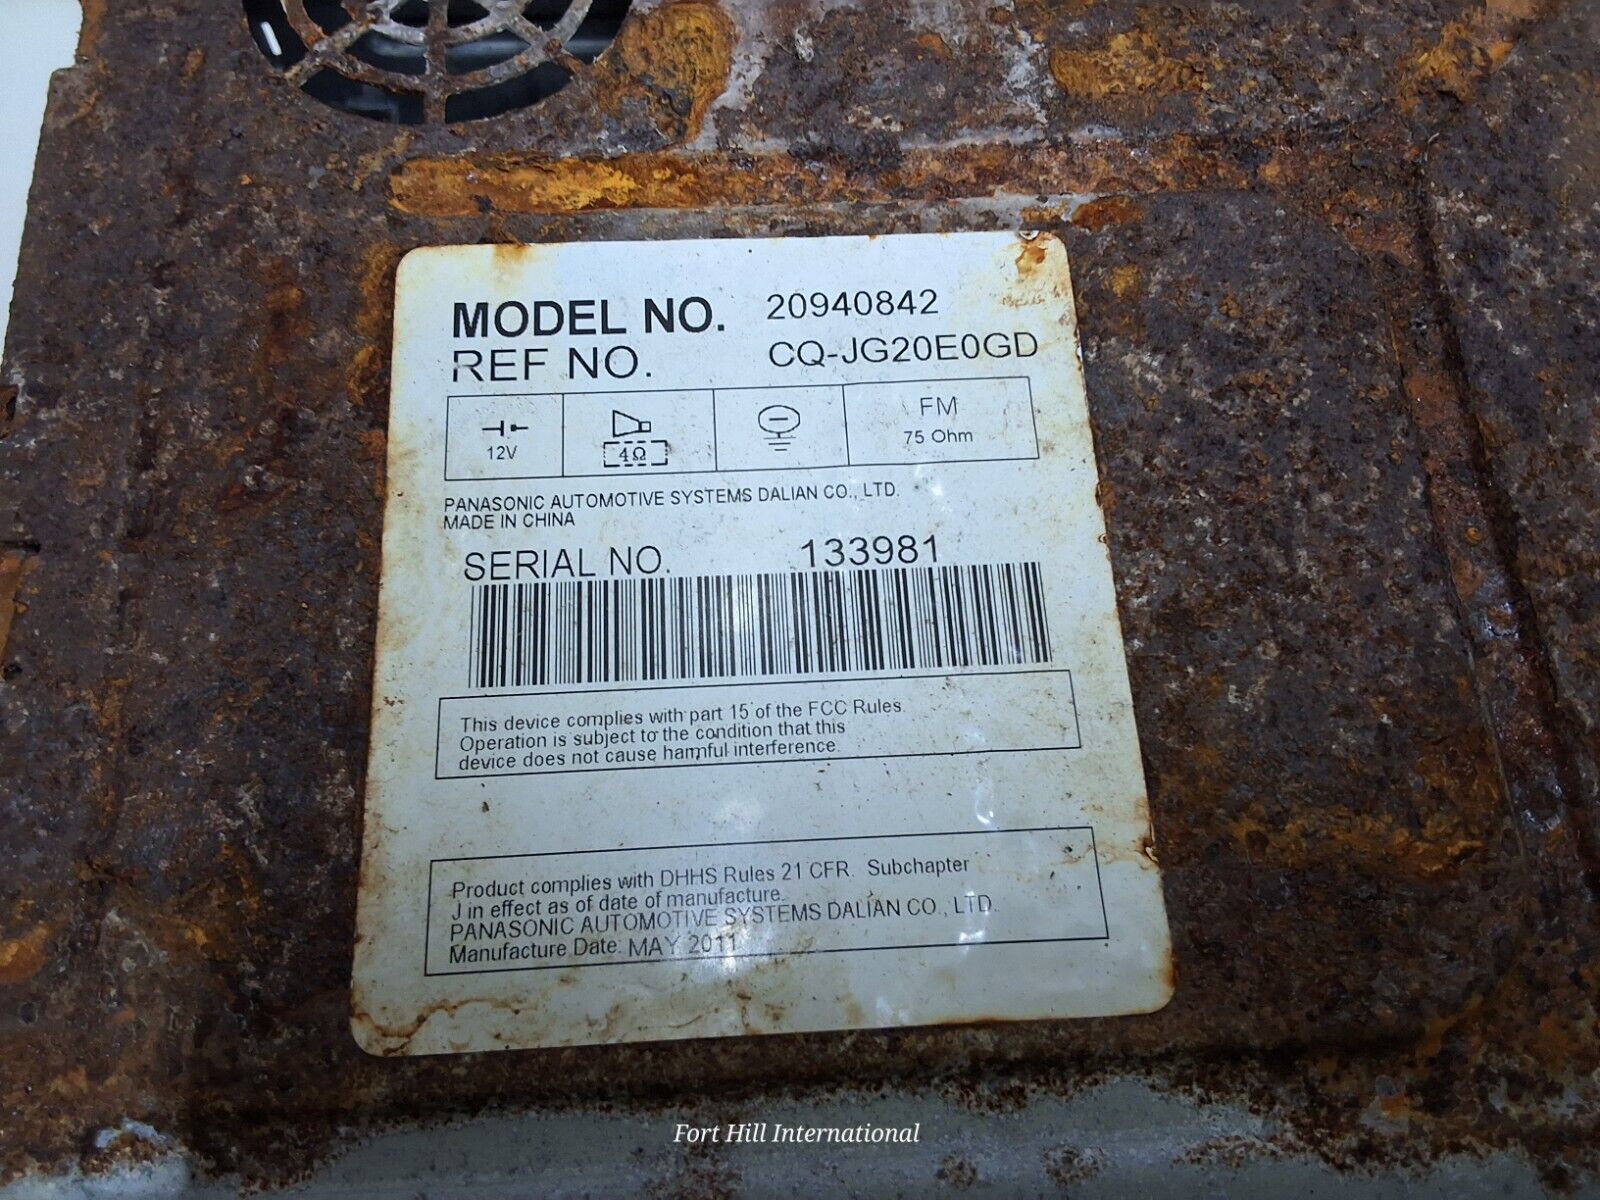 MODEL NO. 20940842
REF NO. CQ-JG20E0GD
12V
4Ω
FM
75 Ohm
PANASONIC AUTOMOTIVE SYSTEMS DALIAN CO., LTD.
MADE IN CHINA
SERIAL NO. 133981
This device complies with part 15 of the FCC Rules.
Operation is subject to the condition that this
device does not cause harmful interference.
Product complies with DHHS Rules 21 CFR. Subchapter
J in effect as of date of manufacture.
PANASONIC AUTOMOTIVE SYSTEMS DALIAN CO., LTD.
Manufacture Date: MAY 2011
Fort Hill International